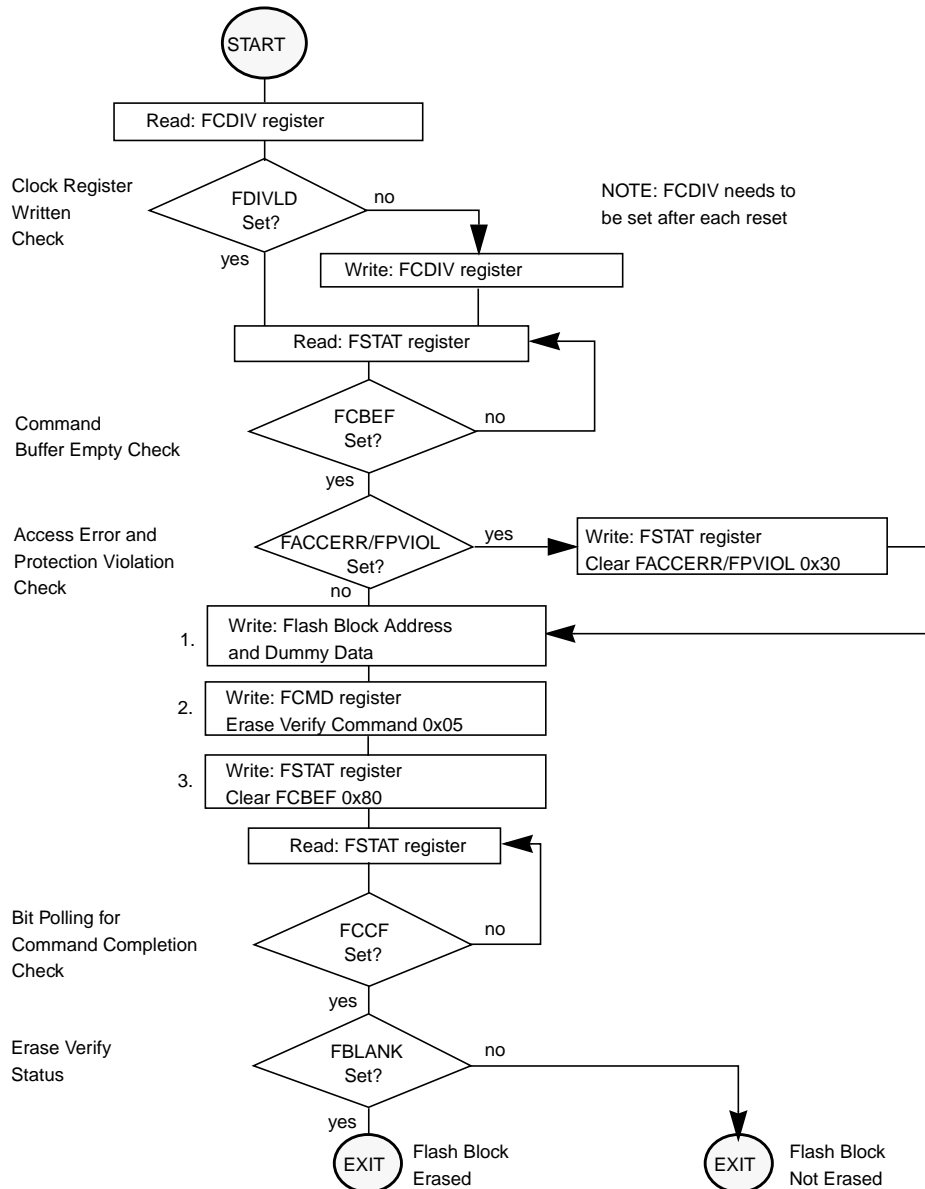 START
Read: FCDIV register
Clock Register
Written
Check
FDIVLD
Set?
no
yes
NOTE: FCDIV needs to
be set after each reset
Write: FCDIV register
Read: FSTAT register
Command
Buffer Empty Check
FCBEF
Set?
no
yes
Access Error and
Protection Violation
Check
FACCERR/FPVIOL
Set?
yes
no
Write: FSTAT register
Clear FACCERR/FPVIOL 0x30
1.
Write: Flash Block Address
and Dummy Data
2.
Write: FCMD register
Erase Verify Command 0x05
3.
Write: FSTAT register
Clear FCBEF 0x80
Read: FSTAT register
Bit Polling for
Command Completion
Check
FCCF
Set?
no
yes
Erase Verify
Status
FBLANK
Set?
no
yes
EXIT
Flash Block
Erased
EXIT
Flash Block
Not Erased